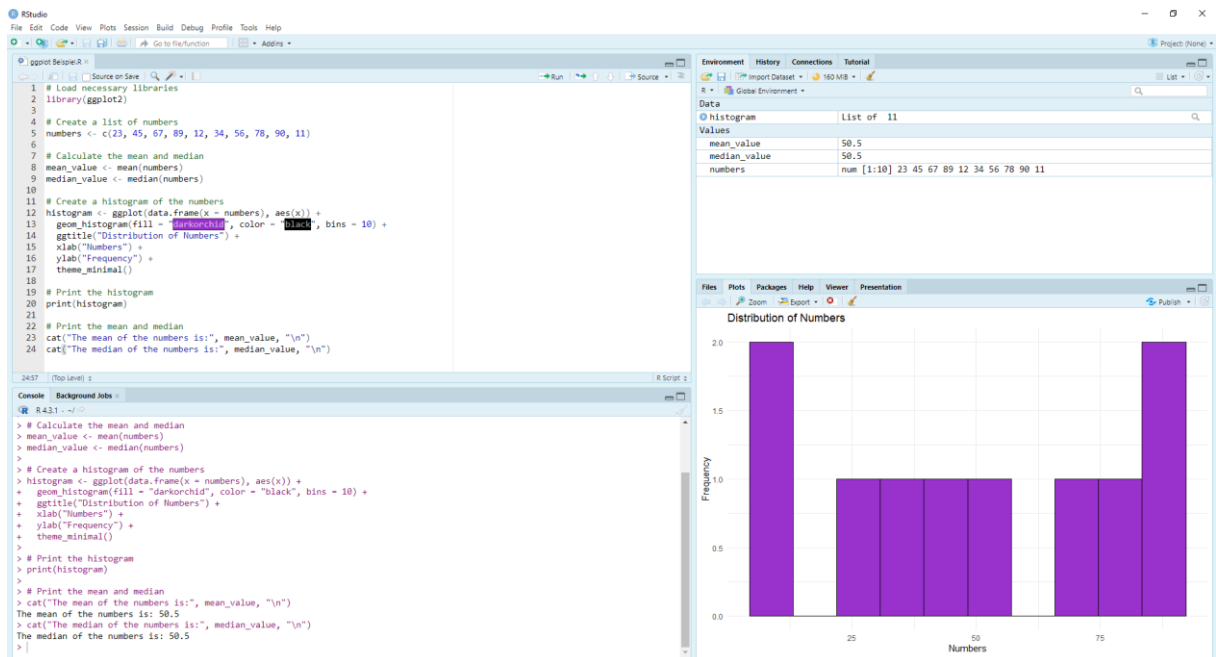 RStudio
File Edit Code View Plots Session Build Debug Profile Tools Help
Go to file/function Addins
Project: (None)
ggplot Beispiel.R
Source on Save Run Source
1 # Load necessary libraries
2 library(ggplot2)
3
4 # Create a list of numbers
5 numbers <- c(23, 45, 67, 89, 12, 34, 56, 78, 90, 11)
6
7 # Calculate the mean and median
8 mean_value <- mean(numbers)
9 median_value <- median(numbers)
10
11 # Create a histogram of the numbers
12 histogram <- ggplot(data.frame(x = numbers), aes(x)) +
13 geom_histogram(fill = "darkorchid", color = "black", bins = 10) +
14 ggtitle("Distribution of Numbers") +
15 xlab("Numbers") +
16 ylab("Frequency") +
17 theme_minimal()
18
19 # Print the histogram
20 print(histogram)
21
22 # Print the mean and median
23 cat("The mean of the numbers is:", mean_value, "\n")
24 cat("The median of the numbers is:", median_value, "\n")
24:57 (Top Level) R Script
Console Background Jobs
R 4.3.1 · ~/
> # Calculate the mean and median
> mean_value <- mean(numbers)
> median_value <- median(numbers)
>
> # Create a histogram of the numbers
> histogram <- ggplot(data.frame(x = numbers), aes(x)) +
+ geom_histogram(fill = "darkorchid", color = "black", bins = 10) +
+ ggtitle("Distribution of Numbers") +
+ xlab("Numbers") +
+ ylab("Frequency") +
+ theme_minimal()
>
> # Print the histogram
> print(histogram)
>
> # Print the mean and median
> cat("The mean of the numbers is:", mean_value, "\n")
The mean of the numbers is: 50.5
> cat("The median of the numbers is:", median_value, "\n")
The median of the numbers is: 50.5
>
Environment History Connections Tutorial
Import Dataset 160 MiB List
R Global Environment
Data
histogram List of 11
Values
mean_value 50.5
median_value 50.5
numbers num [1:10] 23 45 67 89 12 34 56 78 90 11
Files Plots Packages Help Viewer Presentation
Zoom Export Publish
Distribution of Numbers
2.0
1.5
Frequency
1.0
0.5
0.0
25 50 75
Numbers